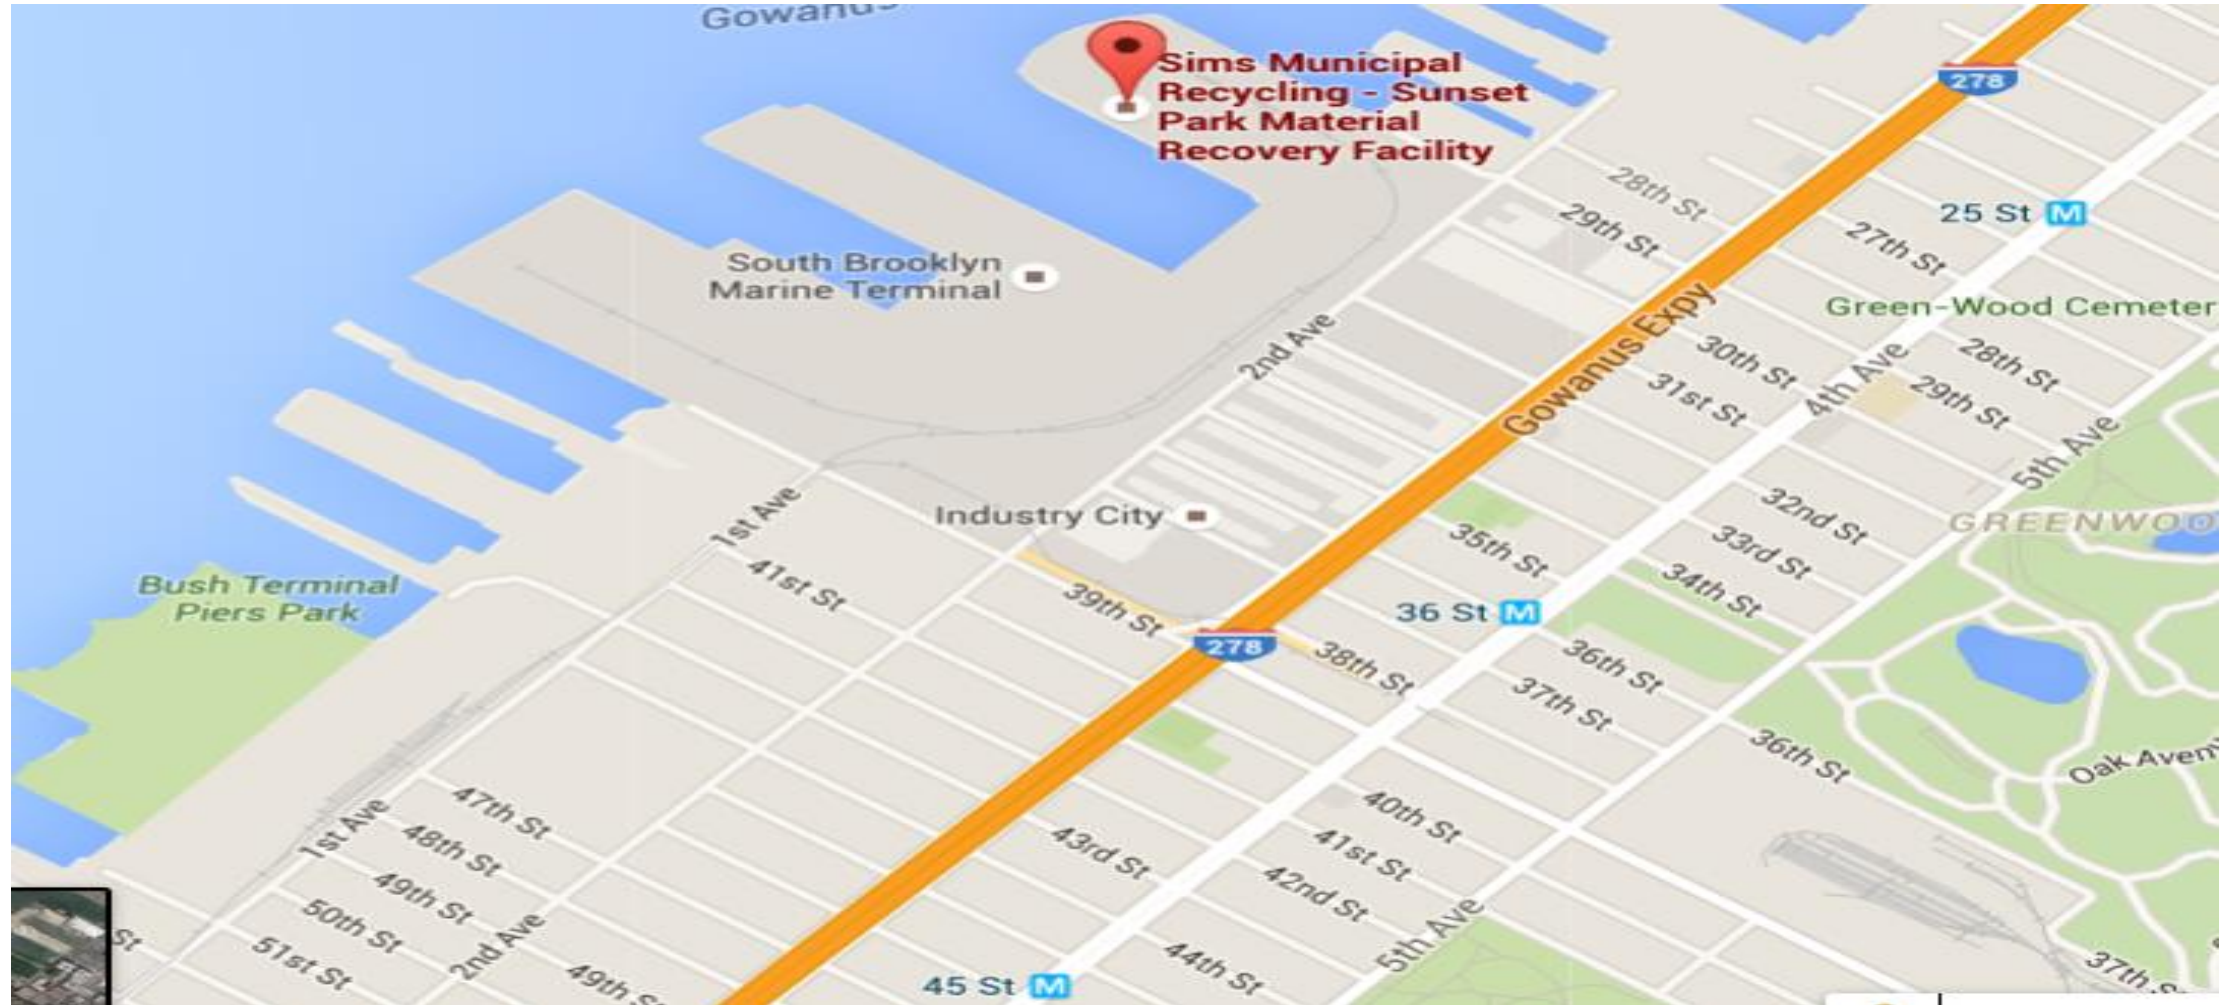 Gowanus
Sims Municipal
Recycling - Sunset
Park Material
Recovery Facility
278
28th St
29th St
25 St M
27th St
South Brooklyn
Marine Terminal
Green-Wood Cemeter
2nd Ave
Gowanus Expy
30th St
31st St
4th Ave
28th St
29th St
5th Ave
1st Ave
Industry City
32nd St
33rd St
34th St
GREENWOO
35th St
41st St
39th St
36 St M
Bush Terminal
Piers Park
278
38th St
36th St
37th St
36th St
Oak Aven
47th St
48th St
1st Ave
49th St
50th St
51st St
St
2nd Ave
49th S
43rd St
40th St
41st St
42nd St
5th Ave
44th St
45 St M
37th S